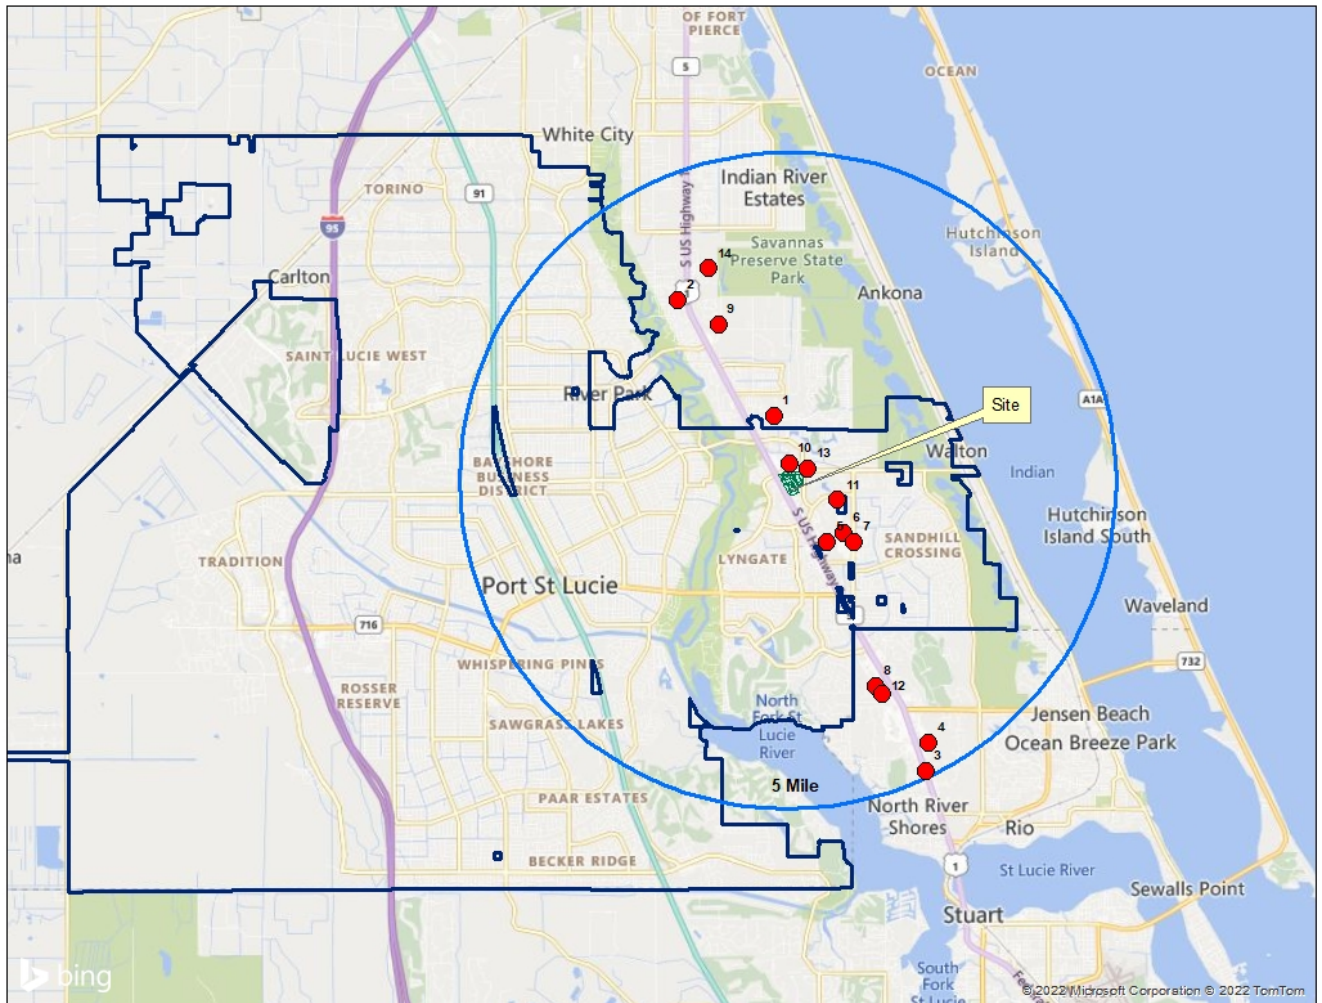 OF FORT
PIERCE
5
OCEAN
White City
Indian River
Estates
TORINO
91
S US Highway 1
95
Hutchinson
Island
Savannas
Preserve State
Park
14
Carlton
2
1
Ankona
9
SAINT LUCIE WEST
River Park
A1A
1
Site
Walton
10
13
BAYSHORE
BUSINESS
DISTRICT
Indian
11
Hutchinson
Island South
6
5
7
S US Highway
SANDHILL
CROSSING
na
TRADITION
LYNGATE
Port St Lucie
Waveland
716
WHISPERING PINES
732
8
ROSSER
RESERVE
12
North
Fork St
Lucie
River
Jensen Beach
SAWGRASS LAKES
4
Ocean Breeze Park
3
5 Mile
PAAR ESTATES
North River
Shores
Rio
BECKER RIDGE
1
St Lucie River
Sewalls Point
Stuart
South
Fork
St Lucie
bing
© 2022 Microsoft Corporation © 2022 TomTom